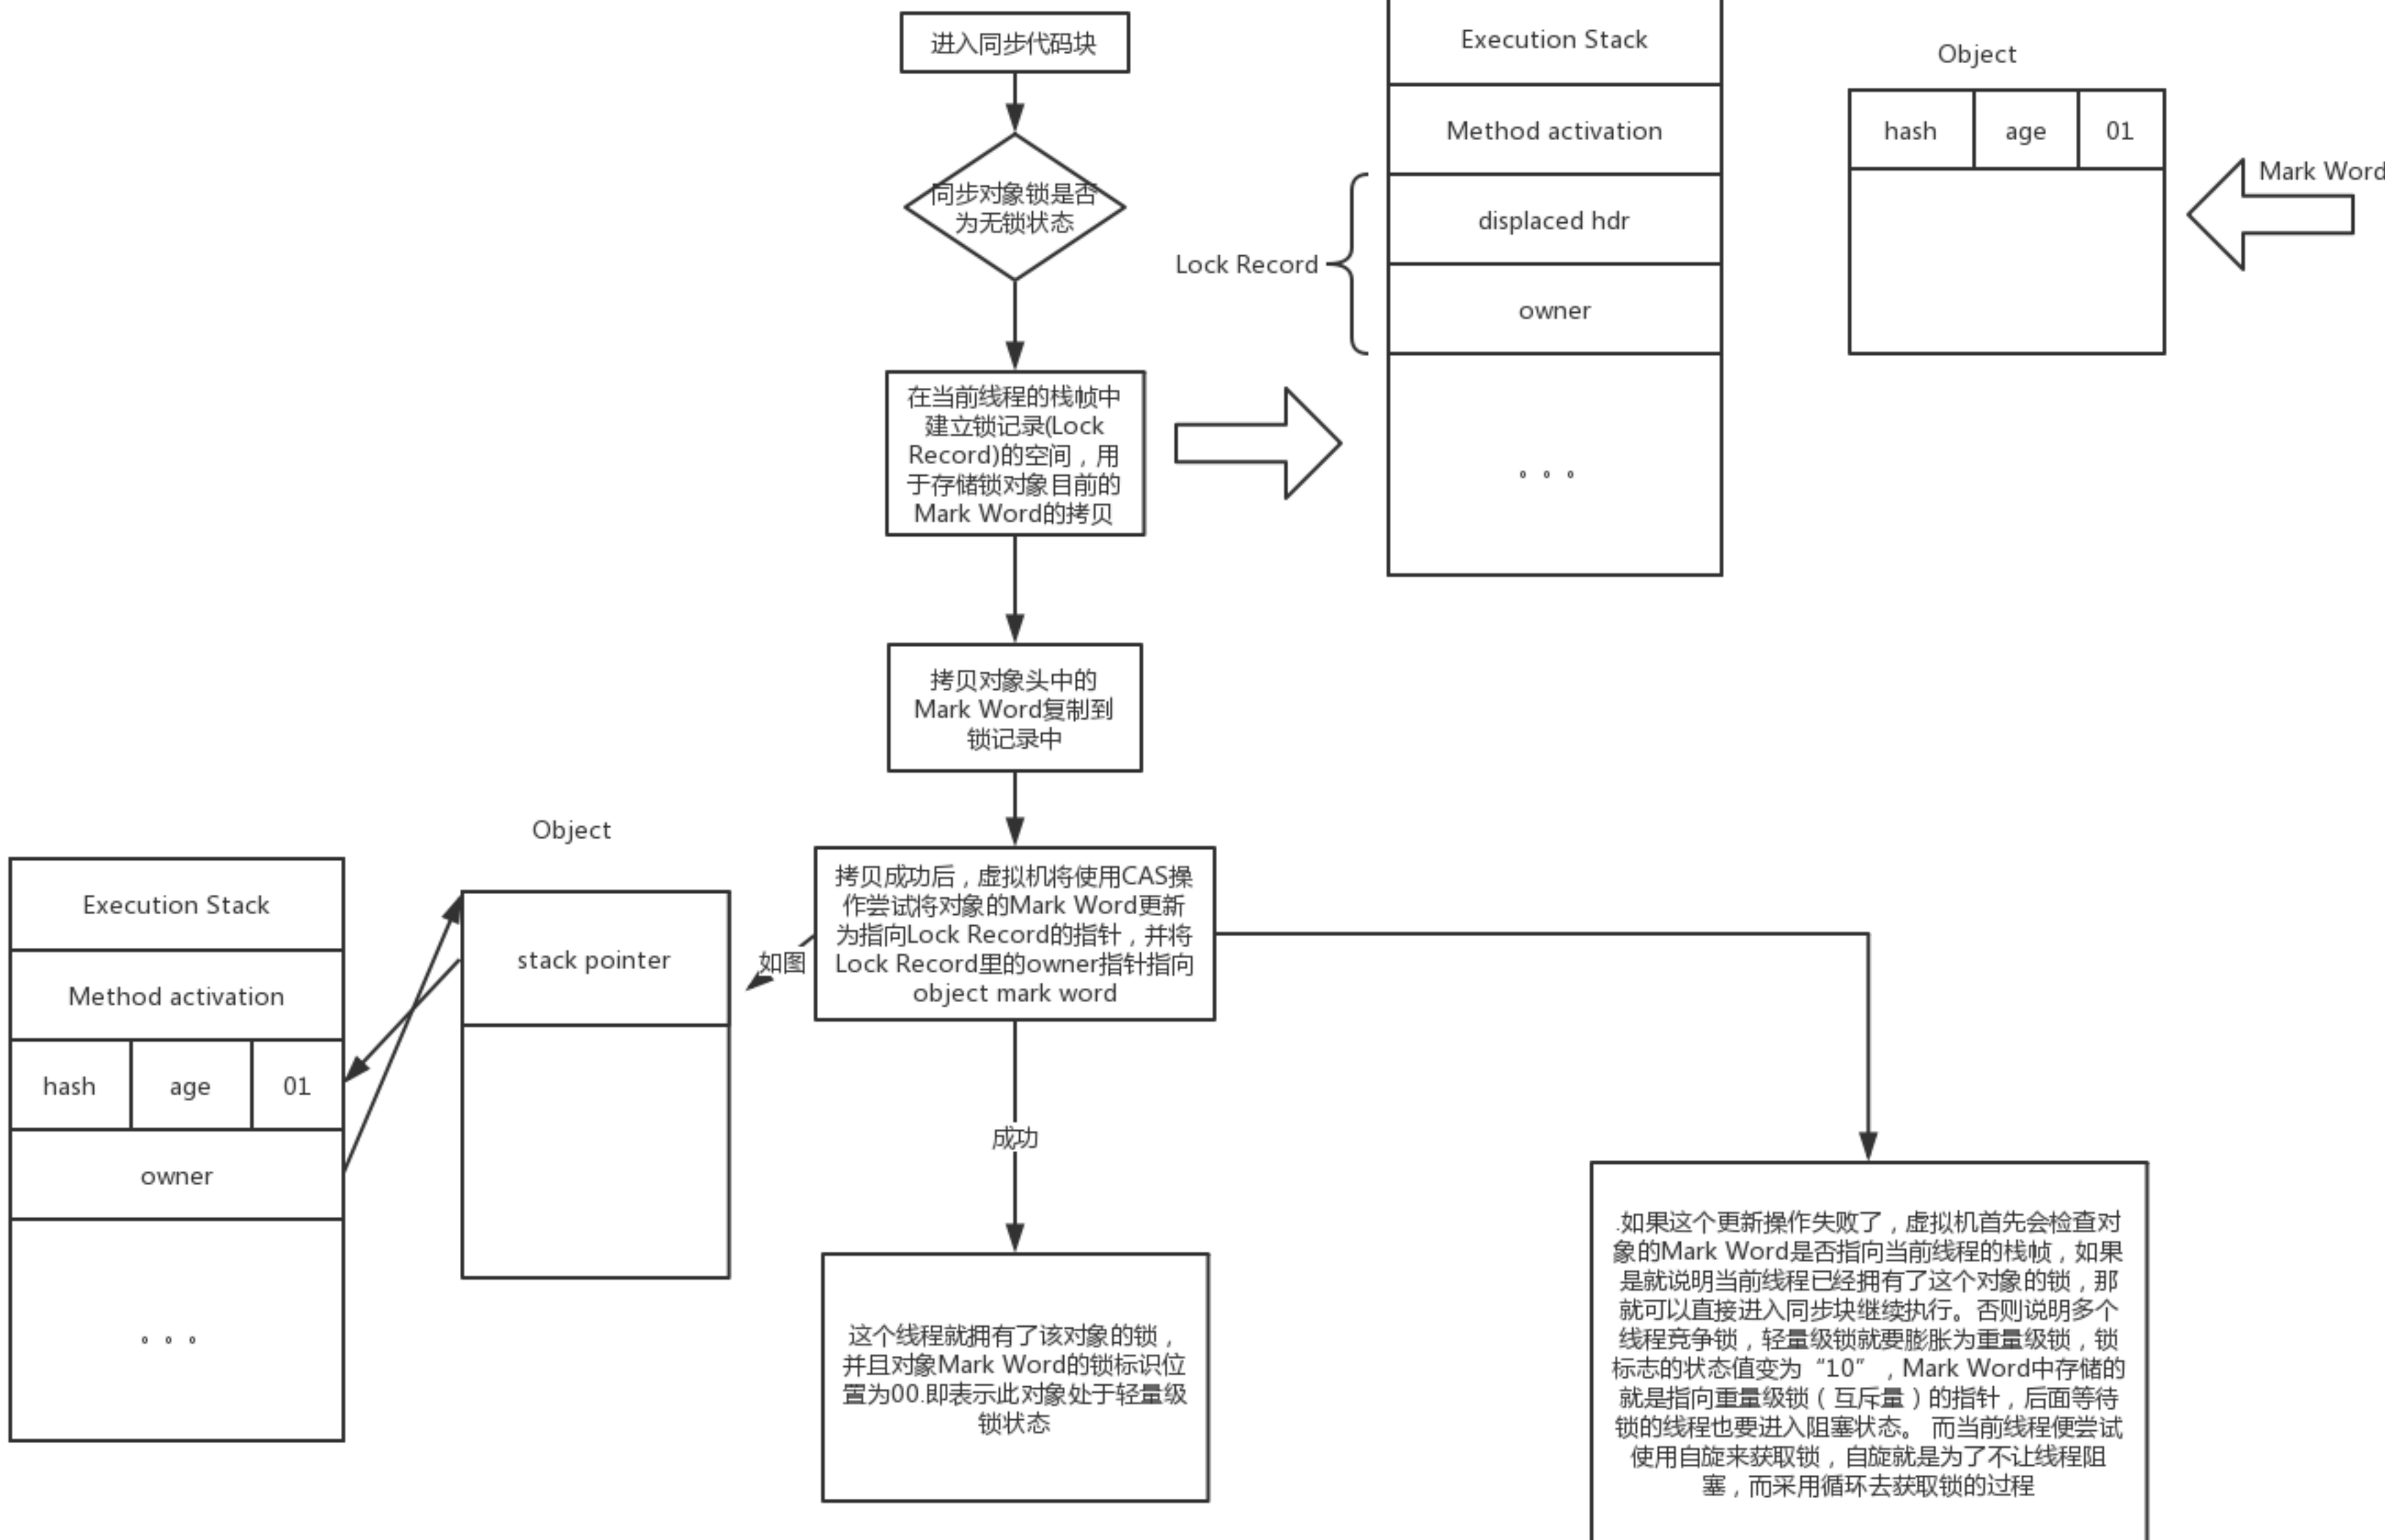 进入同步代码块
同步对象锁是否
为无锁状态
在当前线程的栈帧中
建立锁记录(Lock
Record)的空间，用
于存储锁对象目前的
Mark Word的拷贝
Execution Stack
Method activation
displaced hdr
owner
。。。
Lock Record
Object
hash
age
01
Mark Word
拷贝对象头中的
Mark Word复制到
锁记录中
拷贝成功后，虚拟机将使用CAS操
作尝试将对象的Mark Word更新
为指向Lock Record的指针，并将
Lock Record里的owner指针指向
object mark word
如图
Object
stack pointer
Execution Stack
Method activation
hash
age
01
owner
。。。
成功
这个线程就拥有了该对象的锁，
并且对象Mark Word的锁标识位
置为00.即表示此对象处于轻量级
锁状态
.如果这个更新操作失败了，虚拟机首先会检查对
象的Mark Word是否指向当前线程的栈帧，如果
是就说明当前线程已经拥有了这个对象的锁，那
就可以直接进入同步块继续执行。否则说明多个
线程竞争锁，轻量级锁就要膨胀为重量级锁，锁
标志的状态值变为“10”，Mark Word中存储的
就是指向重量级锁（互斥量）的指针，后面等待
锁的线程也要进入阻塞状态。 而当前线程便尝试
使用自旋来获取锁，自旋就是为了不让线程阻
塞，而采用循环去获取锁的过程